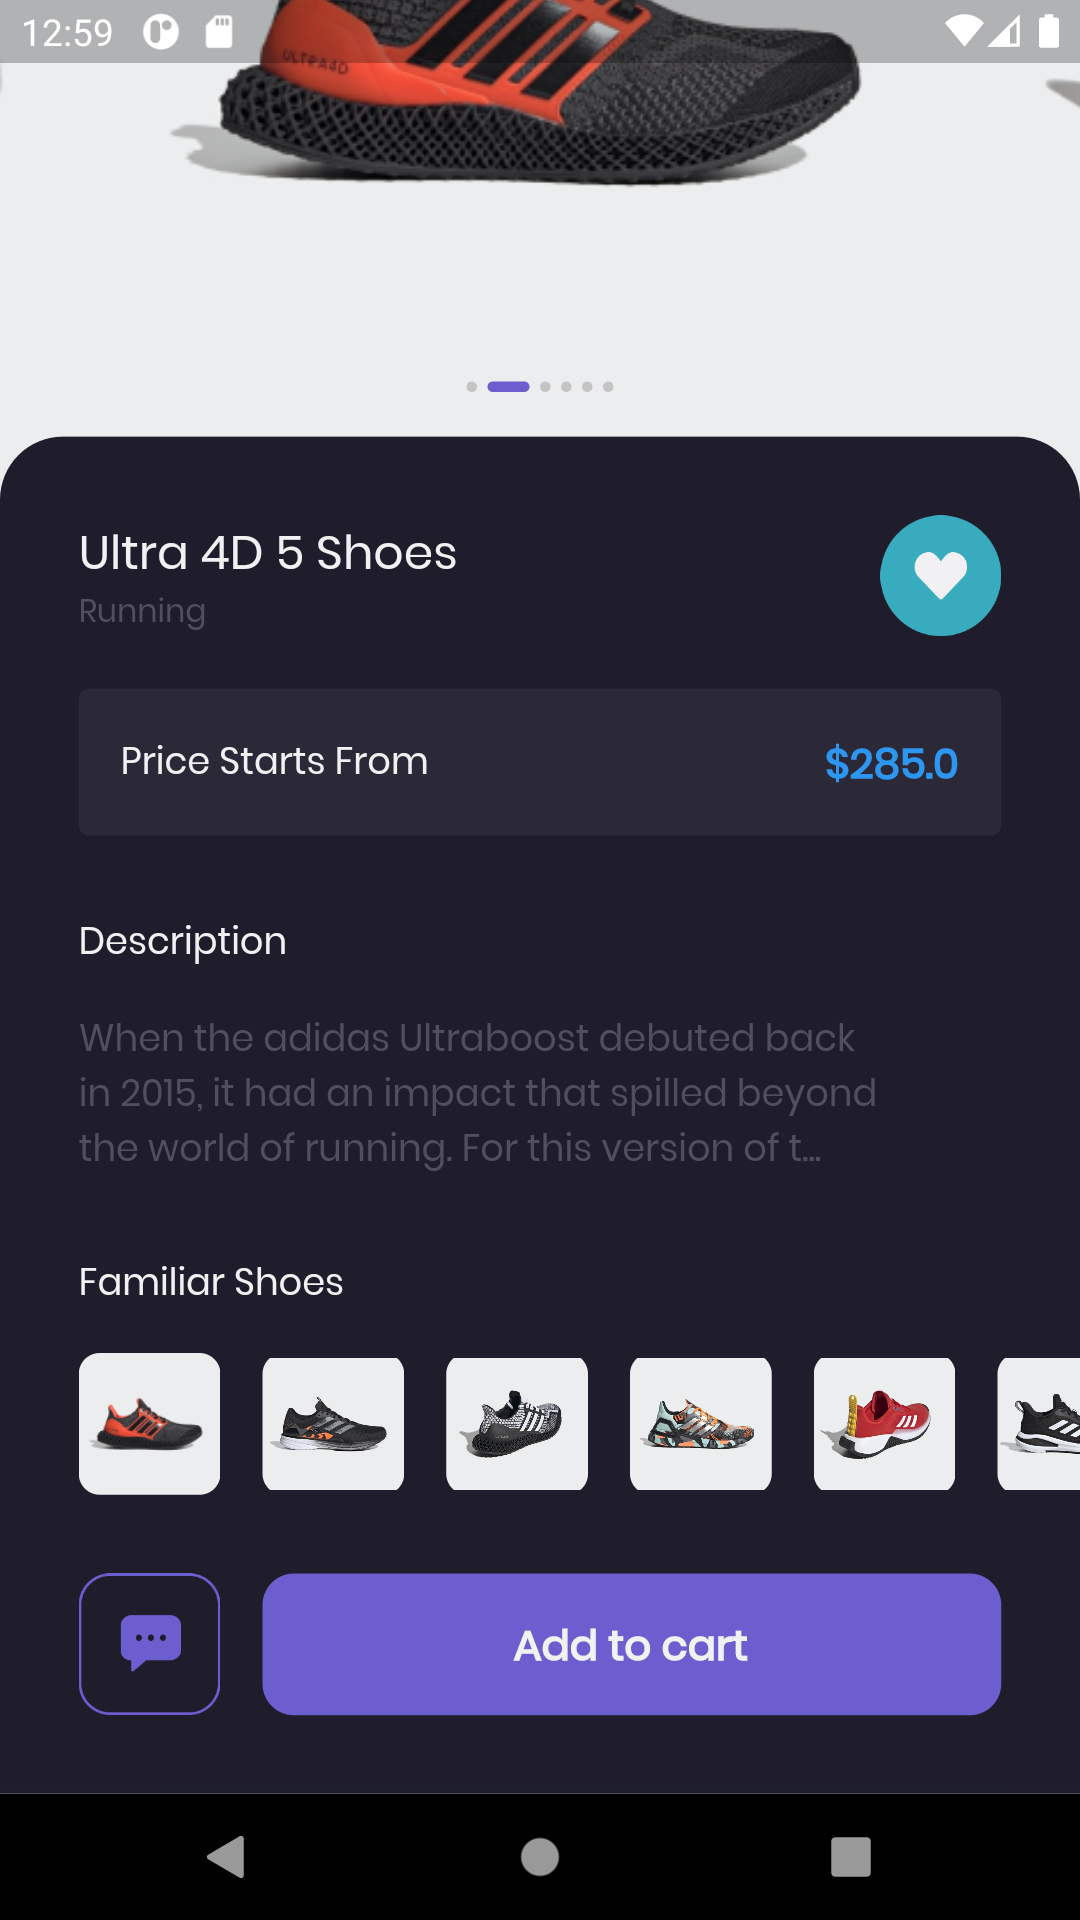 12:59
ULTRA4D
Ultra 4D 5 Shoes
Running
Price Starts From
$285.0
Description
When the adidas Ultraboost debuted back
in 2015, it had an impact that spilled beyond
the world of running. For this version of t...
Familiar Shoes
Add to cart